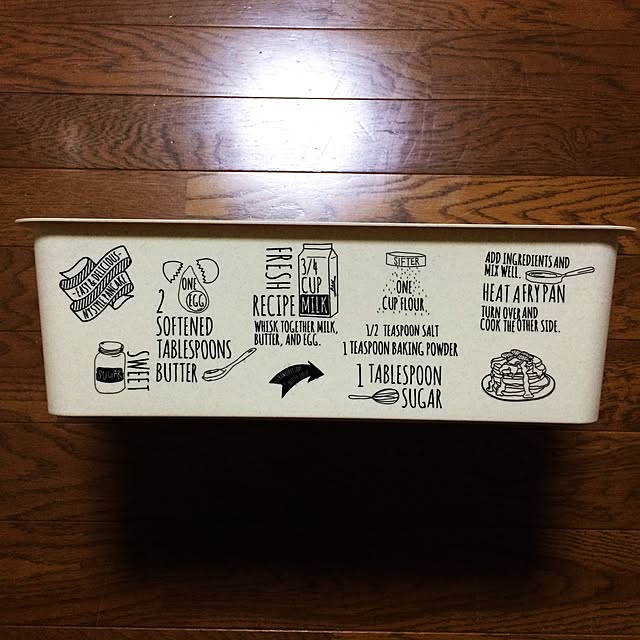 EASY & DELICIOUS
ONE
EGG
2
SOFTENED
TABLESPOONS
BUTTER
SUGAR
SWEET
FRESH
RECIPE
3/4
CUP
MILK
WHISK TOGETHER MILK,
BUTTER, AND EGG.
SIFTER
ONE
CUP FLOUR
1/2 TEASPOON SALT
1 TEASPOON BAKING POWDER
1 TABLESPOON
SUGAR
ADD INGREDIENTS AND
MIX WELL.
HEAT A FRY PAN
TURN OVER AND
COOK THE OTHER SIDE.